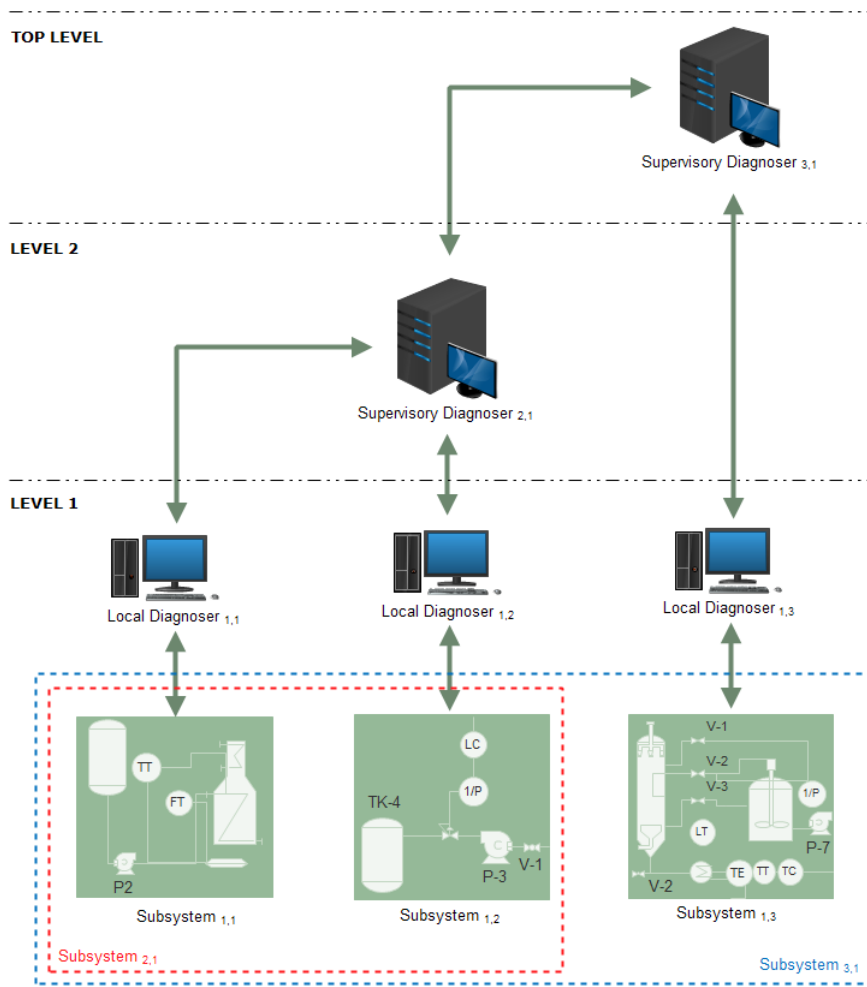 TOP LEVEL
Supervisory Diagnoser 3,1
LEVEL 2
Supervisory Diagnoser 2,1
LEVEL 1
Local Diagnoser 1,1
Local Diagnoser 1,2
Local Diagnoser 1,3
TT
FT
P2
Subsystem 1,1
LC
1/P
TK-4
C
P-3
V-1
Subsystem 1,2
V-1
V-2
V-3
1/P
LT
P-7
TE
TT
TC
V-2
Subsystem 1,3
Subsystem 2,1
Subsystem 3,1